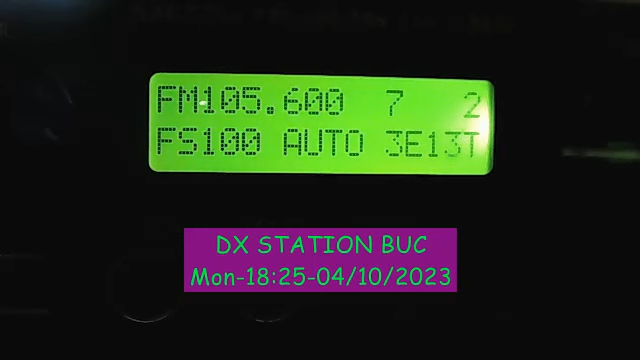 FM105.600 7 2
FS100 AUTO 3E13T
DX STATION BUC
Mon-18:25-04/10/2023